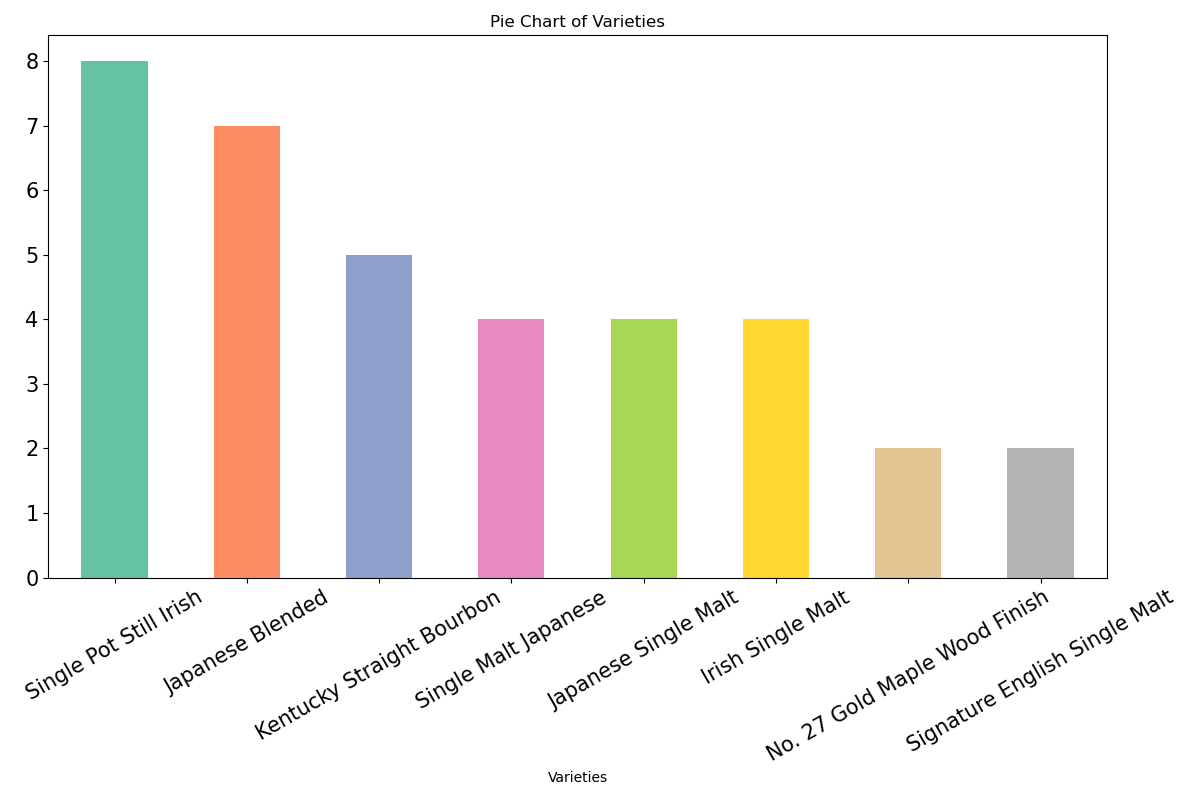 Pie Chart of Varieties
8
7
6
5
4
3
2
1
0
Single Pot Still Irish
Japanese Blended
Kentucky Straight Bourbon
Single Malt Japanese
Japanese Single Malt
Irish Single Malt
No. 27 Gold Maple Wood Finish
Signature English Single Malt
Varieties